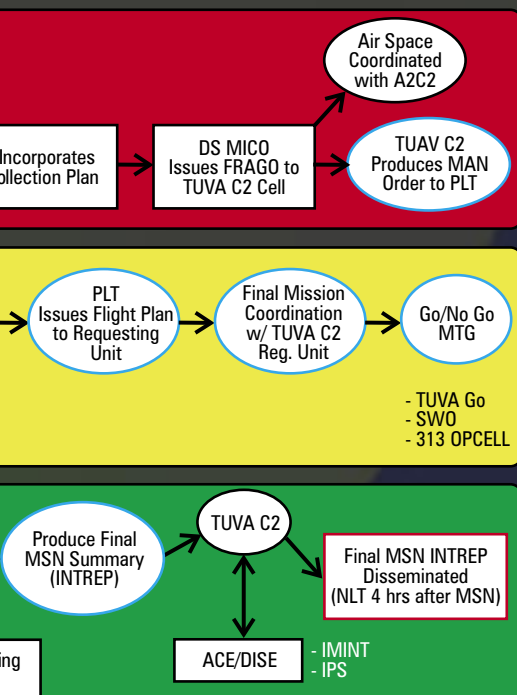 Air Space
Coordinated
with A2C2
Incorporates
ollection Plan
DS MICO
Issues FRAGO to
TUVA C2 Cell
TUAV C2
Produces MAN
Order to PLT
PLT
Issues Flight Plan
to Requesting
Unit
Final Mission
Coordination
w/ TUVA C2
Reg. Unit
Go/No Go
MTG
- TUVA Go
- SWO
- 313 OPCELL
Produce Final
MSN Summary
(INTREP)
TUVA C2
Final MSN INTREP
Disseminated
(NLT 4 hrs after MSN)
ing
ACE/DISE
- IMINT
- IPS